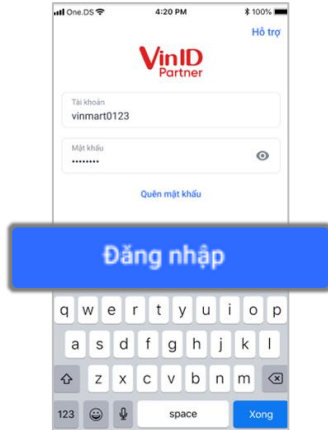 One.DS 4:20 PM 100%
Hỗ trợ
VinID
Partner
Tài khoản
vinmart0123
Mật khẩu
••••••••
Quên mật khẩu
Đăng nhập
q w e r t y u i o p
a s d f g h j k l
z x c v b n m
123 space Xong